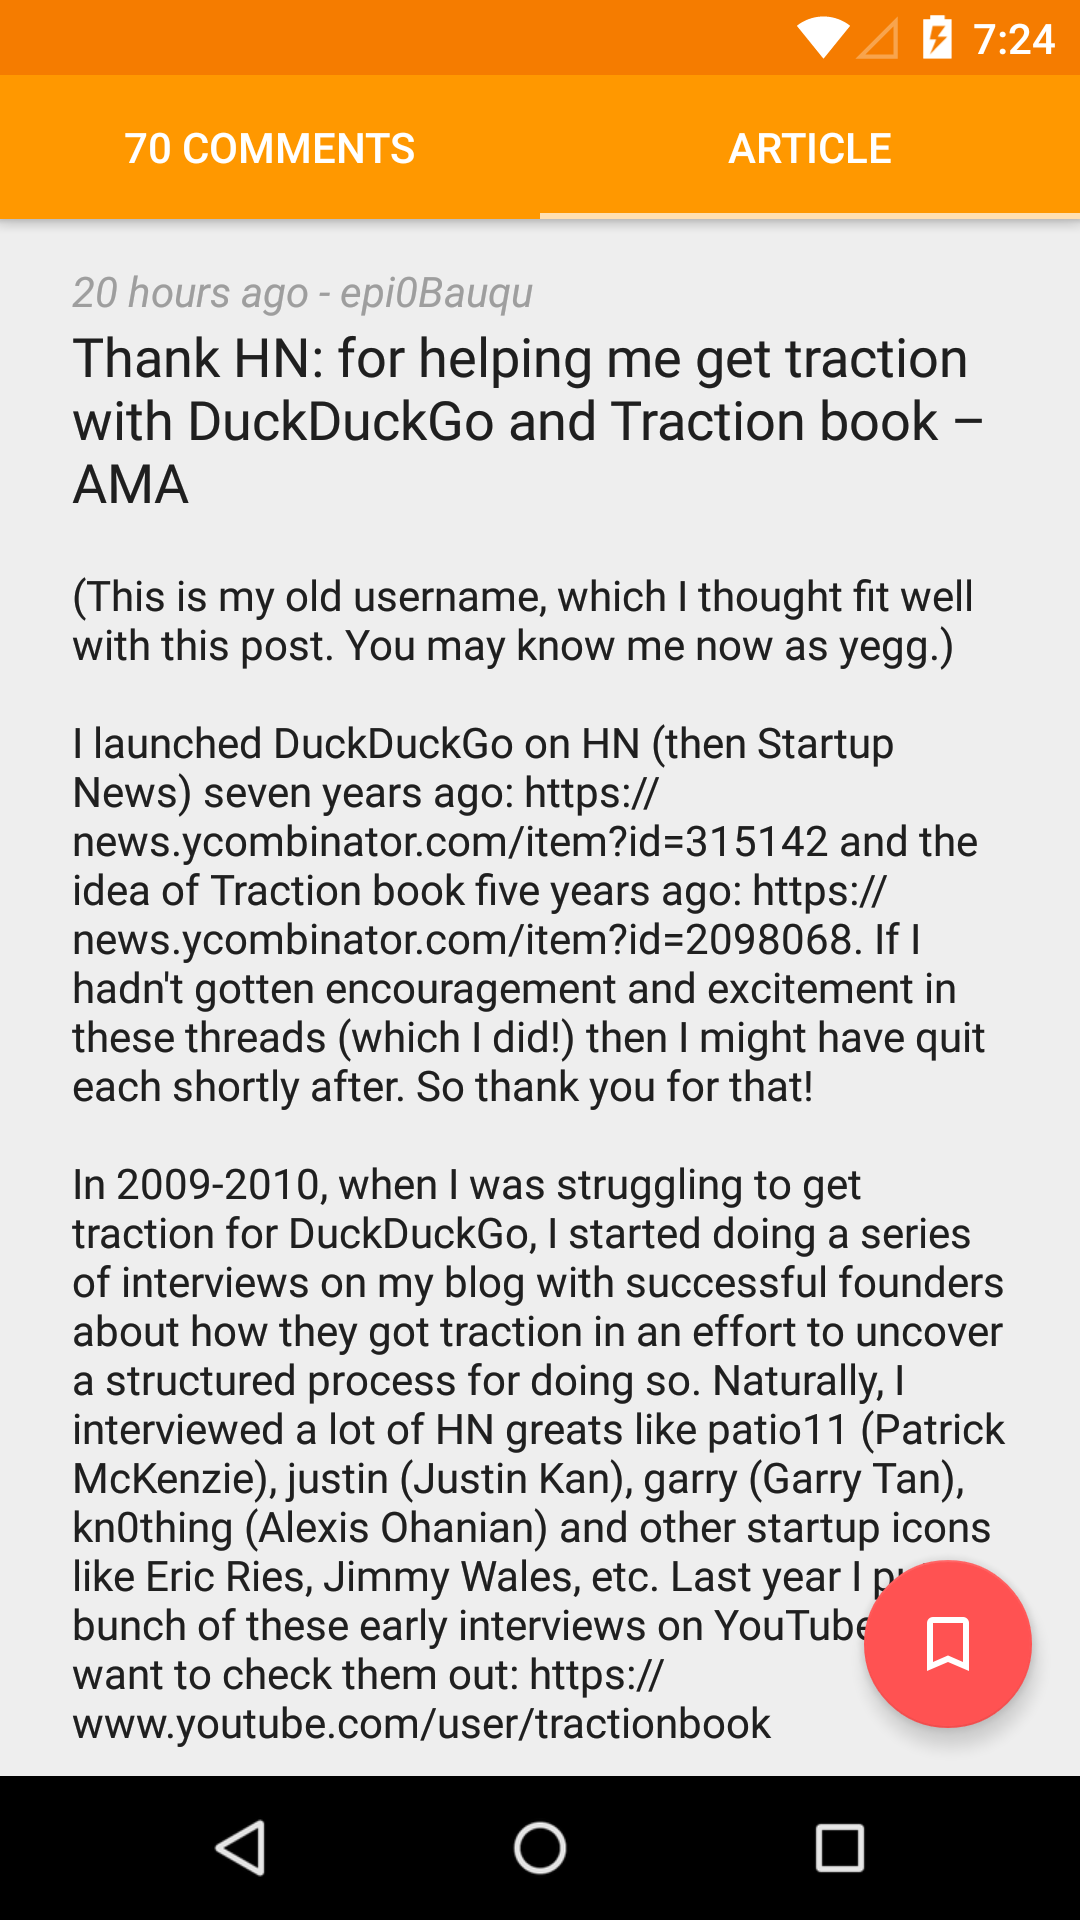 7:24
70 COMMENTS
ARTICLE
20 hours ago - epi0Bauqu
Thank HN: for helping me get traction
with DuckDuckGo and Traction book –
AMA
(This is my old username, which I thought fit well
with this post. You may know me now as yegg.)
I launched DuckDuckGo on HN (then Startup
News) seven years ago: https://
news.ycombinator.com/item?id=315142 and the
idea of Traction book five years ago: https://
news.ycombinator.com/item?id=2098068. If I
hadn't gotten encouragement and excitement in
these threads (which I did!) then I might have quit
each shortly after. So thank you for that!
In 2009-2010, when I was struggling to get
traction for DuckDuckGo, I started doing a series
of interviews on my blog with successful founders
about how they got traction in an effort to uncover
a structured process for doing so. Naturally, I
interviewed a lot of HN greats like patio11 (Patrick
McKenzie), justin (Justin Kan), garry (Garry Tan),
kn0thing (Alexis Ohanian) and other startup icons
like Eric Ries, Jimmy Wales, etc. Last year I
bunch of these early interviews on YouTube
want to check them out: https://
www.youtube.com/user/tractionbook